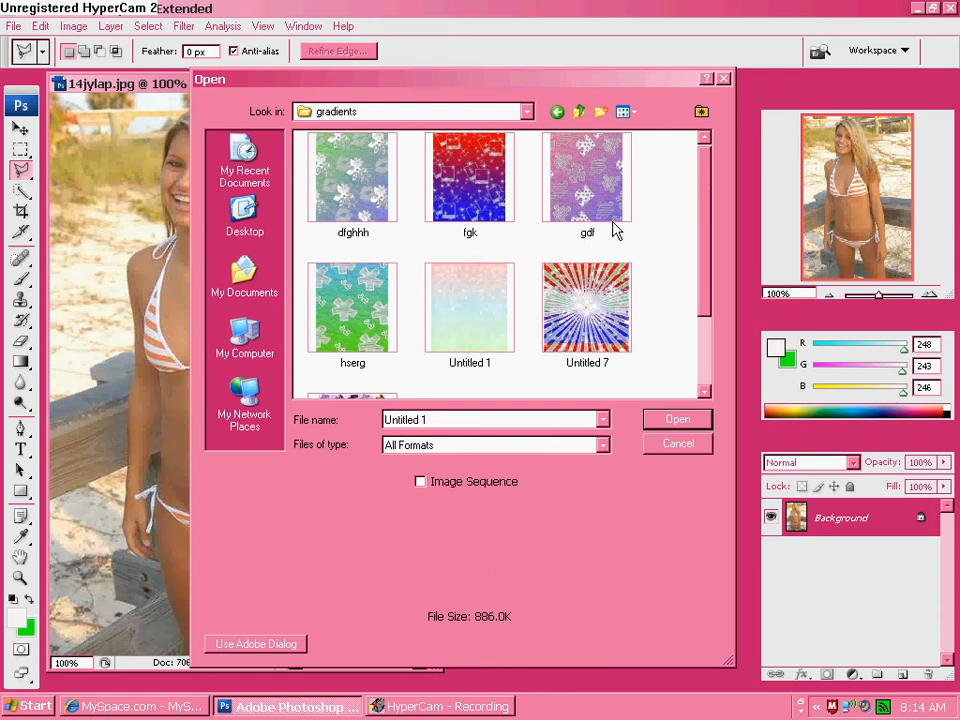 Unregistered HyperCam 2 Extended
File Edit Image Layer Select Filter Analysis View Window Help
Feather: 0 px Anti-alias Refine Edge... Workspace
14jylap.jpg @ 100%
Open
Look in: gradients
Ps
My Recent
Documents
Desktop
My Documents
My Computer
My Network
Places
dfghhh fgk gdf
hserg Untitled 1 Untitled 7
File name: Untitled 1 Open
Files of type: All Formats Cancel
Image Sequence
File Size: 886.0K
Use Adobe Dialog
100%
R 248
G 243
B 246
Normal Opacity: 100%
Lock: Fill: 100%
Background
100% Doc: 706
Start MySpace.com - MyS... Adobe Photoshop ... HyperCam - Recording 8:14 AM